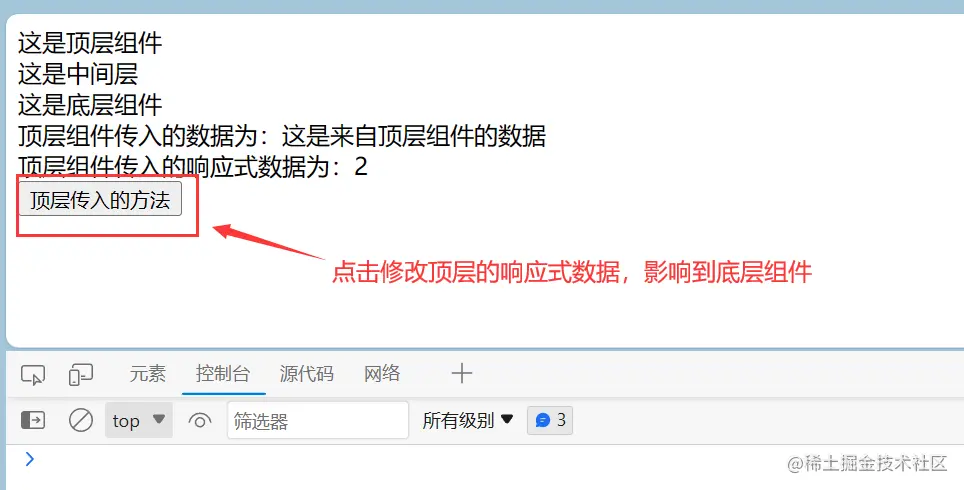 这是顶层组件
这是中间层
这是底层组件
顶层组件传入的数据为：这是来自顶层组件的数据
顶层组件传入的响应式数据为：2
顶层传入的方法
点击修改顶层的响应式数据，影响到底层组件
元素 控制台 源代码 网络
top 筛选器 所有级别 3
@稀土掘金技术社区